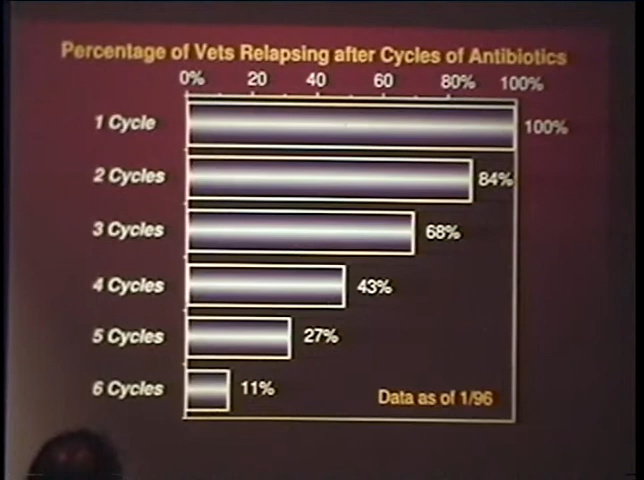 Percentage of Vets Relapsing after Cycles of Antibiotics
0% 20 40 60 80% 100%
1 Cycle 100%
2 Cycles 84%
3 Cycles 68%
4 Cycles 43%
5 Cycles 27%
6 Cycles 11%
Data as of 1/96